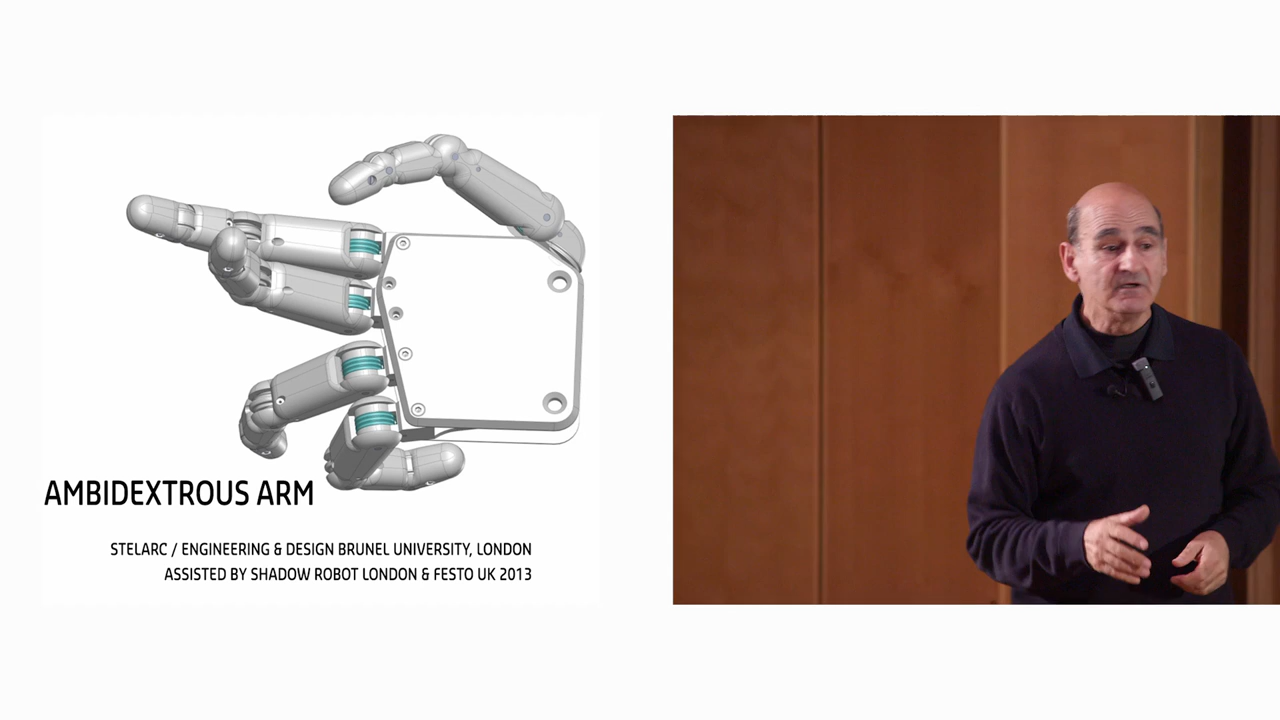 AMBIDEXTROUS ARM
STELARC / ENGINEERING & DESIGN BRUNEL UNIVERSITY, LONDON
ASSISTED BY SHADOW ROBOT LONDON & FESTO UK 2013